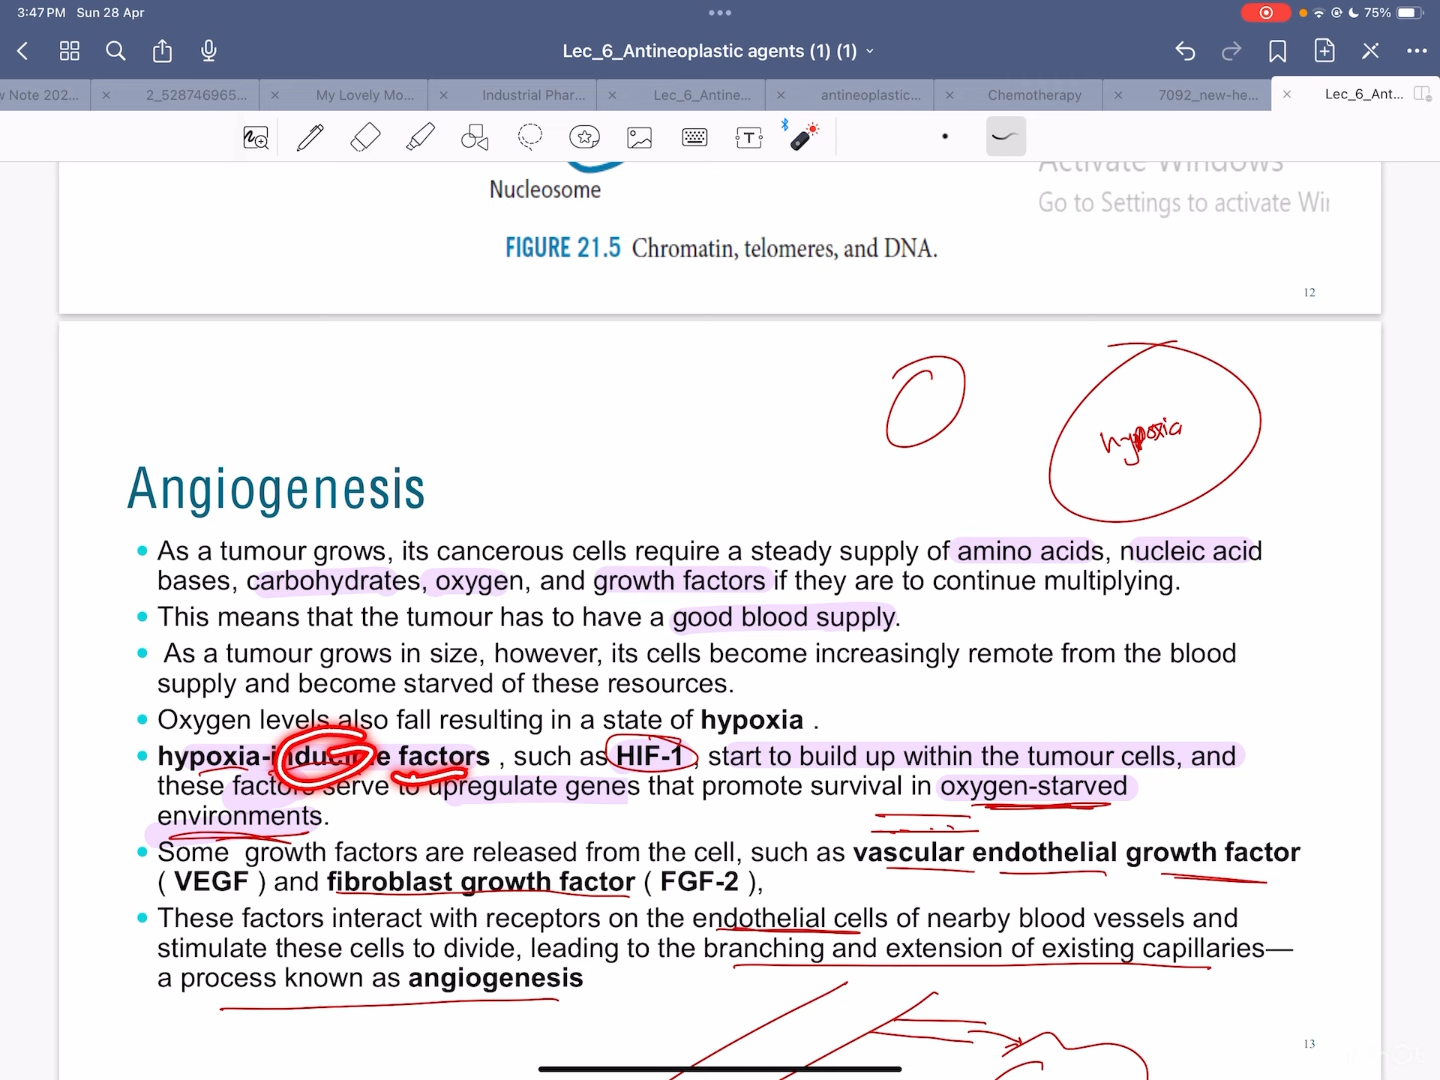 3:47 PM Sun 28 Apr
75%
Lec_6_Antineoplastic agents (1) (1)
w Note 202...
2_528746965...
My Lovely Mo...
Industrial Phar...
Lec_6_Antine...
antineoplastic...
Chemotherapy
7092_new-he...
Lec_6_Ant...
Activate Windows
Nucleosome
Go to Settings to activate Wi
FIGURE 21.5 Chromatin, telomeres, and DNA.
12
hypoxia
Angiogenesis
• As a tumour grows, its cancerous cells require a steady supply of amino acids, nucleic acid
bases, carbohydrates, oxygen, and growth factors if they are to continue multiplying.
• This means that the tumour has to have a good blood supply.
• As a tumour grows in size, however, its cells become increasingly remote from the blood
supply and become starved of these resources.
• Oxygen levels also fall resulting in a state of hypoxia .
• hypoxia-inducible factors , such as HIF-1 , start to build up within the tumour cells, and
these factors serve to upregulate genes that promote survival in oxygen-starved
environments.
• Some growth factors are released from the cell, such as vascular endothelial growth factor
( VEGF ) and fibroblast growth factor ( FGF-2 ),
• These factors interact with receptors on the endothelial cells of nearby blood vessels and
stimulate these cells to divide, leading to the branching and extension of existing capillaries—
a process known as angiogenesis
13